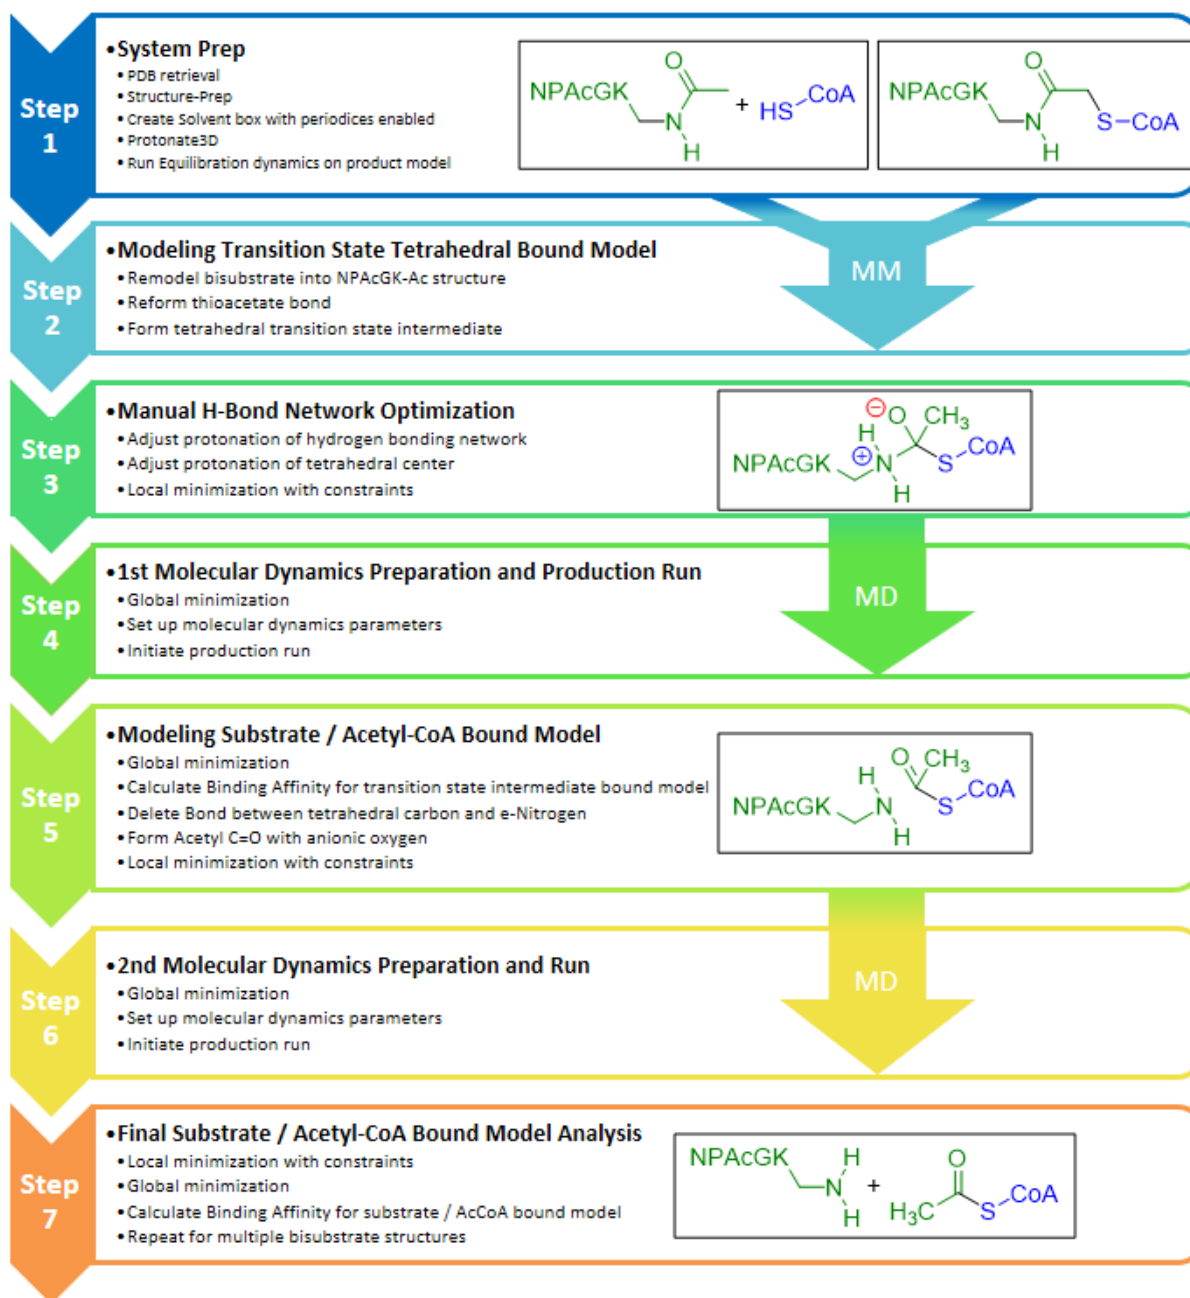 Step 1
•System Prep
•PDB retrieval
•Structure-Prep
•Create Solvent box with periodices enabled
•Protonate3D
•Run Equilibration dynamics on product model
NPAcGK O N H + HS CoA
NPAcGK O N H S CoA
Step 2
•Modeling Transition State Tetrahedral Bound Model
•Remodel bisubstrate into NPAcGK-Ac structure
•Reform thioacetate bond
•Form tetrahedral transition state intermediate
MM
Step 3
•Manual H-Bond Network Optimization
•Adjust protonation of hydrogen bonding network
•Adjust protonation of tetrahedral center
•Local minimization with constraints
NPAcGK ⊖ O CH3 H ⊕ N H S CoA
Step 4
•1st Molecular Dynamics Preparation and Production Run
•Global minimization
•Set up molecular dynamics parameters
•Initiate production run
MD
Step 5
•Modeling Substrate / Acetyl-CoA Bound Model
•Global minimization
•Calculate Binding Affinity for transition state intermediate bound model
•Delete Bond between tetrahedral carbon and e-Nitrogen
•Form Acetyl C=O with anionic oxygen
•Local minimization with constraints
NPAcGK H N H O CH3 S CoA
Step 6
•2nd Molecular Dynamics Preparation and Run
•Global minimization
•Set up molecular dynamics parameters
•Initiate production run
MD
Step 7
•Final Substrate / Acetyl-CoA Bound Model Analysis
•Local minimization with constraints
•Global minimization
•Calculate Binding Affinity for substrate / AcCoA bound model
•Repeat for multiple bisubstrate structures
NPAcGK H N H + O H3C S CoA